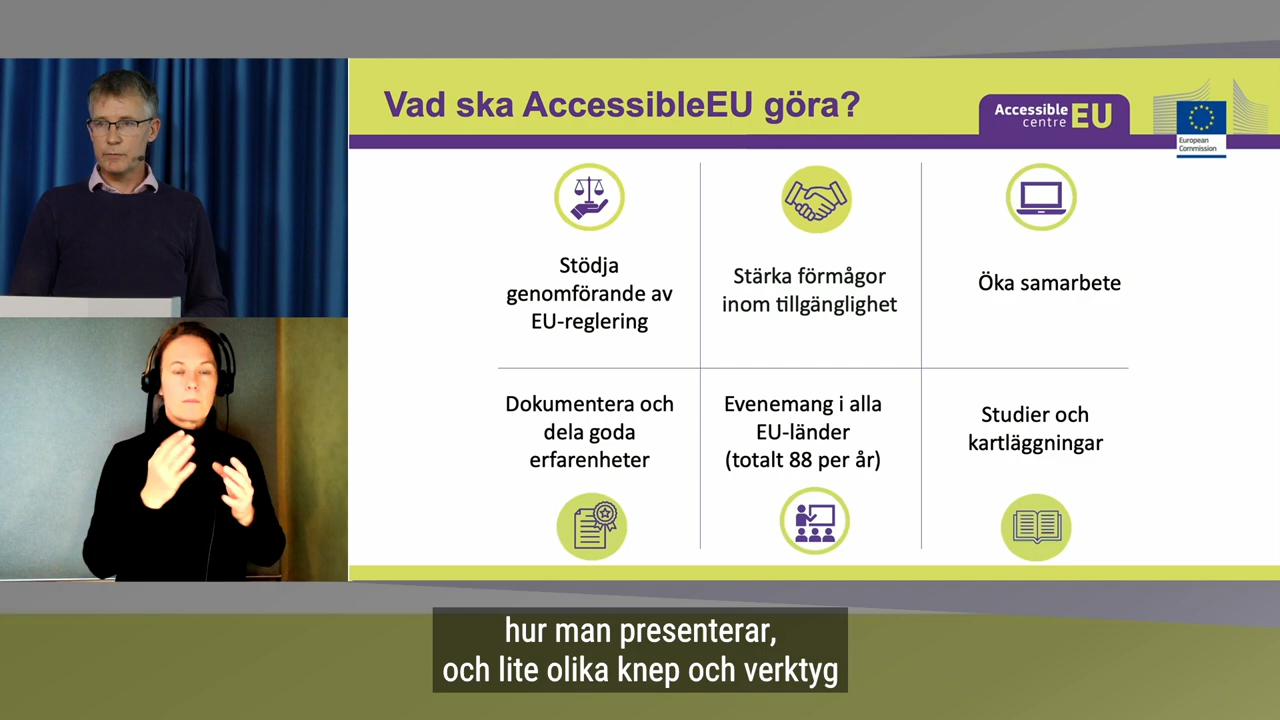 Vad ska AccessibleEU göra?
Accessible
centre EU
European
Commission
Stödja
genomförande av
EU-reglering
Stärka förmågor
inom tillgänglighet
Öka samarbete
Dokumentera och
dela goda
erfarenheter
Evenemang i alla
EU-länder
(totalt 88 per år)
Studier och
kartläggningar
hur man presenterar,
och lite olika knep och verktyg